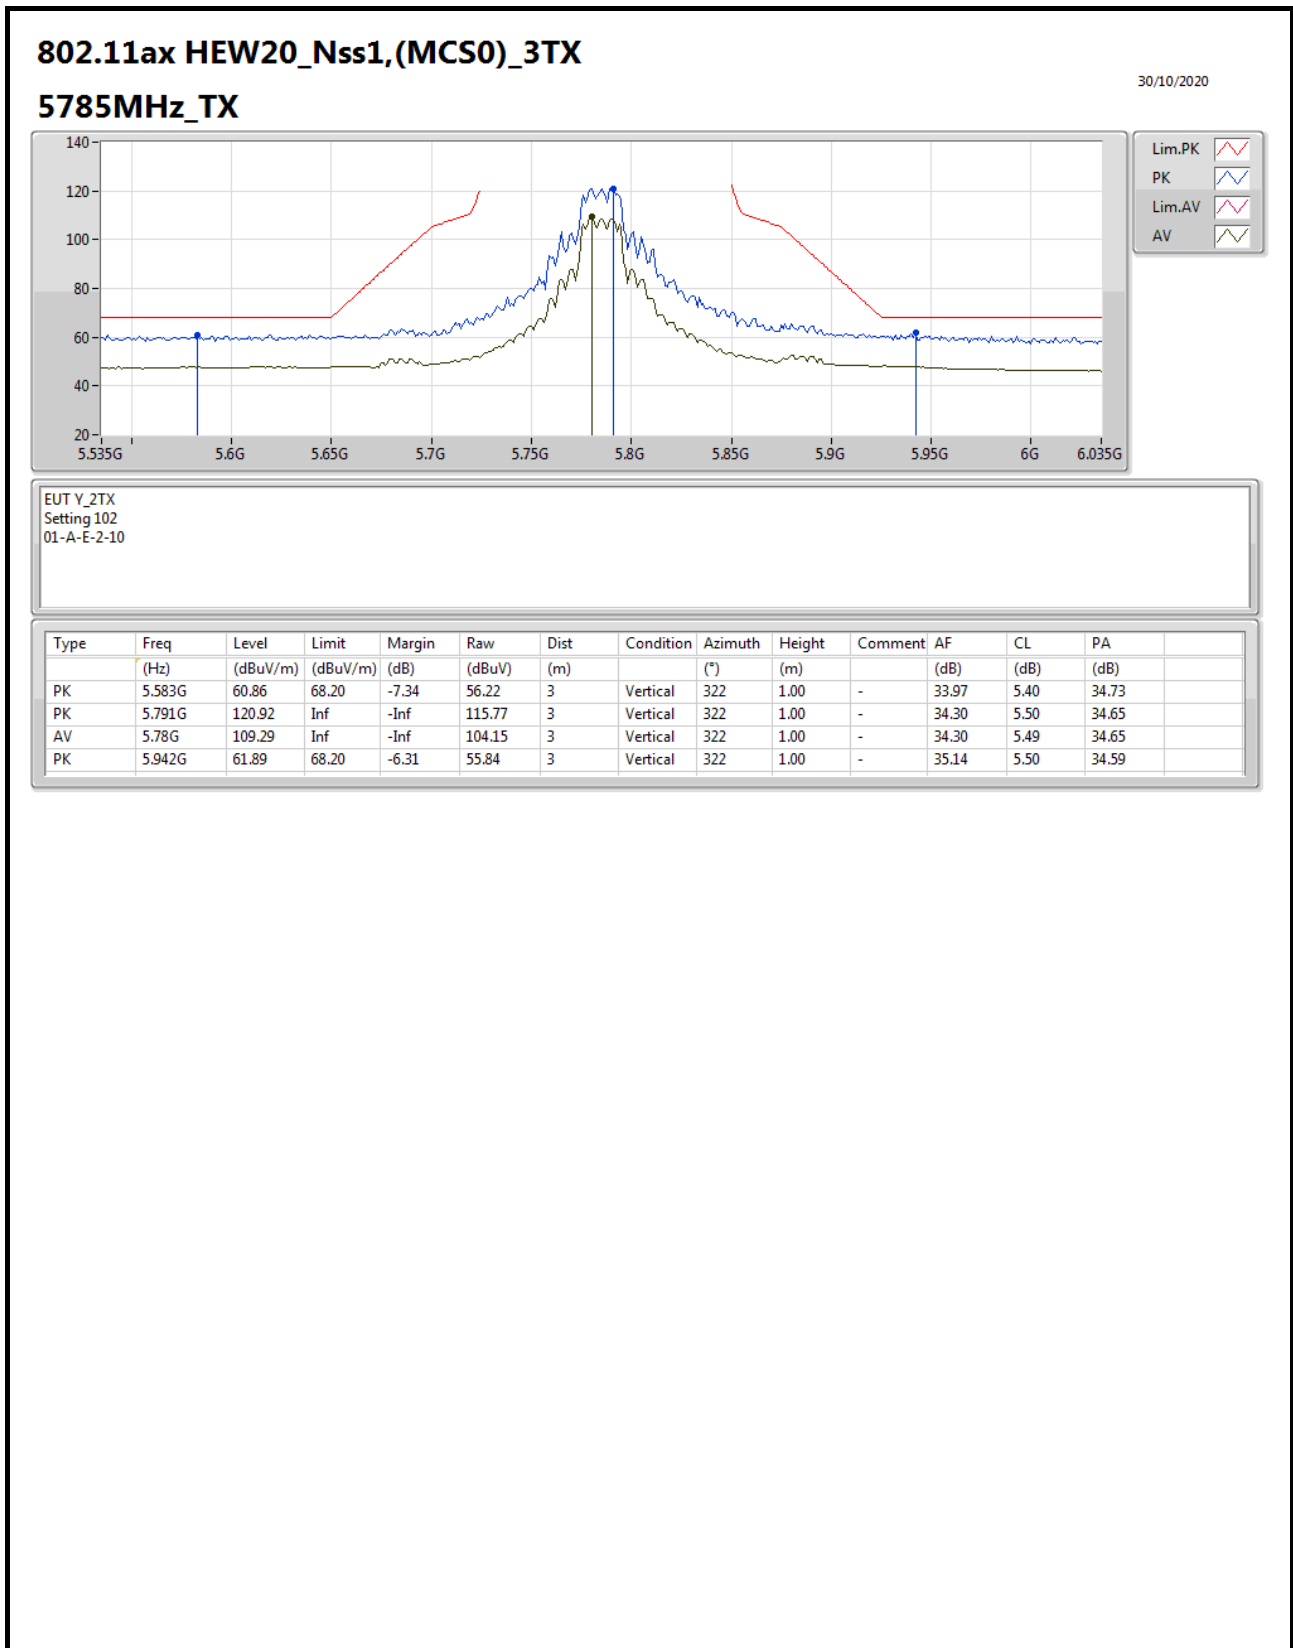 802.11ax HEW20_Nss1,(MCS0)_3TX
30/10/2020
5785MHz_TX
140
120
100
80
60
40
20
5.535G 5.6G 5.65G 5.7G 5.75G 5.8G 5.85G 5.9G 5.95G 6G 6.035G
Lim.PK
PK
Lim.AV
AV
EUT Y_2TX
Setting 102
01-A-E-2-10
Type Freq Level Limit Margin Raw Dist Condition Azimuth Height Comment AF CL PA
(Hz) (dBuV/m) (dBuV/m) (dB) (dBuV) (m) (°) (m) (dB) (dB) (dB)
PK 5.583G 60.86 68.20 -7.34 56.22 3 Vertical 322 1.00 - 33.97 5.40 34.73
PK 5.791G 120.92 Inf -Inf 115.77 3 Vertical 322 1.00 - 34.30 5.50 34.65
AV 5.78G 109.29 Inf -Inf 104.15 3 Vertical 322 1.00 - 34.30 5.49 34.65
PK 5.942G 61.89 68.20 -6.31 55.84 3 Vertical 322 1.00 - 35.14 5.50 34.59